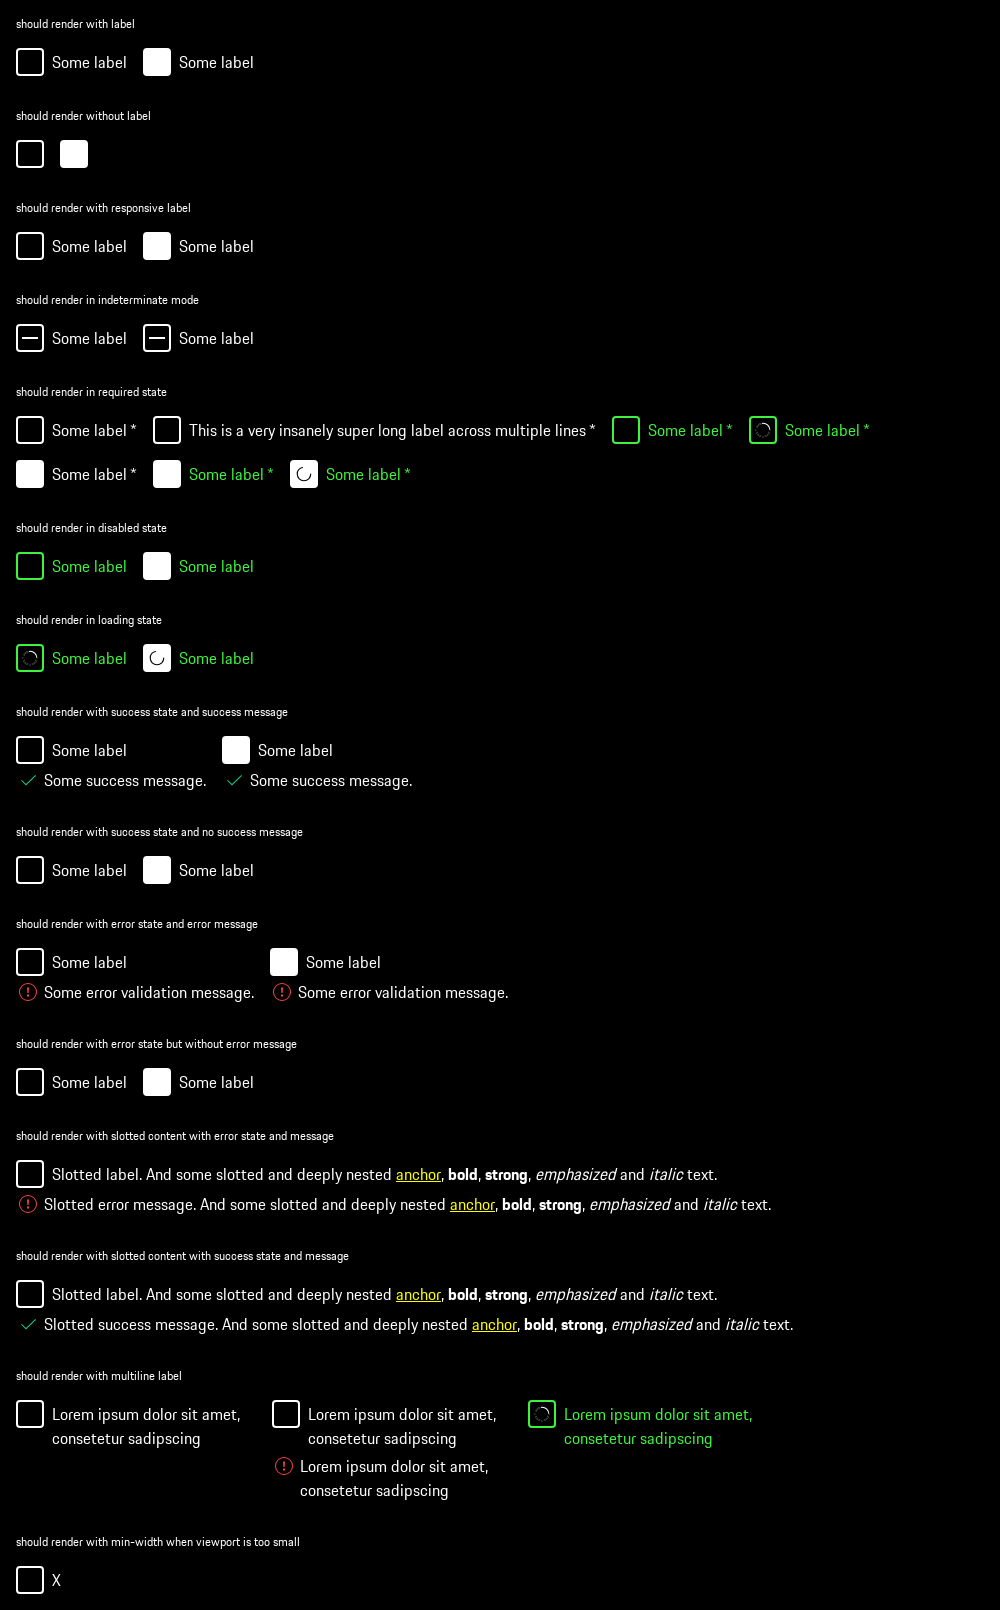 should render with label
Some label Some label
should render without label
should render with responsive label
Some label Some label
should render in indeterminate mode
Some label Some label
should render in required state
Some label * This is a very insanely super long label across multiple lines * Some label * Some label *
Some label * Some label * Some label *
should render in disabled state
Some label Some label
should render in loading state
Some label Some label
should render with success state and success message
Some label Some label
Some success message. Some success message.
should render with success state and no success message
Some label Some label
should render with error state and error message
Some label Some label
Some error validation message. Some error validation message.
should render with error state but without error message
Some label Some label
should render with slotted content with error state and message
Slotted label. And some slotted and deeply nested anchor, bold, strong, emphasized and italic text.
Slotted error message. And some slotted and deeply nested anchor, bold, strong, emphasized and italic text.
should render with slotted content with success state and message
Slotted label. And some slotted and deeply nested anchor, bold, strong, emphasized and italic text.
Slotted success message. And some slotted and deeply nested anchor, bold, strong, emphasized and italic text.
should render with multiline label
Lorem ipsum dolor sit amet, Lorem ipsum dolor sit amet, Lorem ipsum dolor sit amet,
consetetur sadipscing consetetur sadipscing consetetur sadipscing
Lorem ipsum dolor sit amet,
consetetur sadipscing
should render with min-width when viewport is too small
X